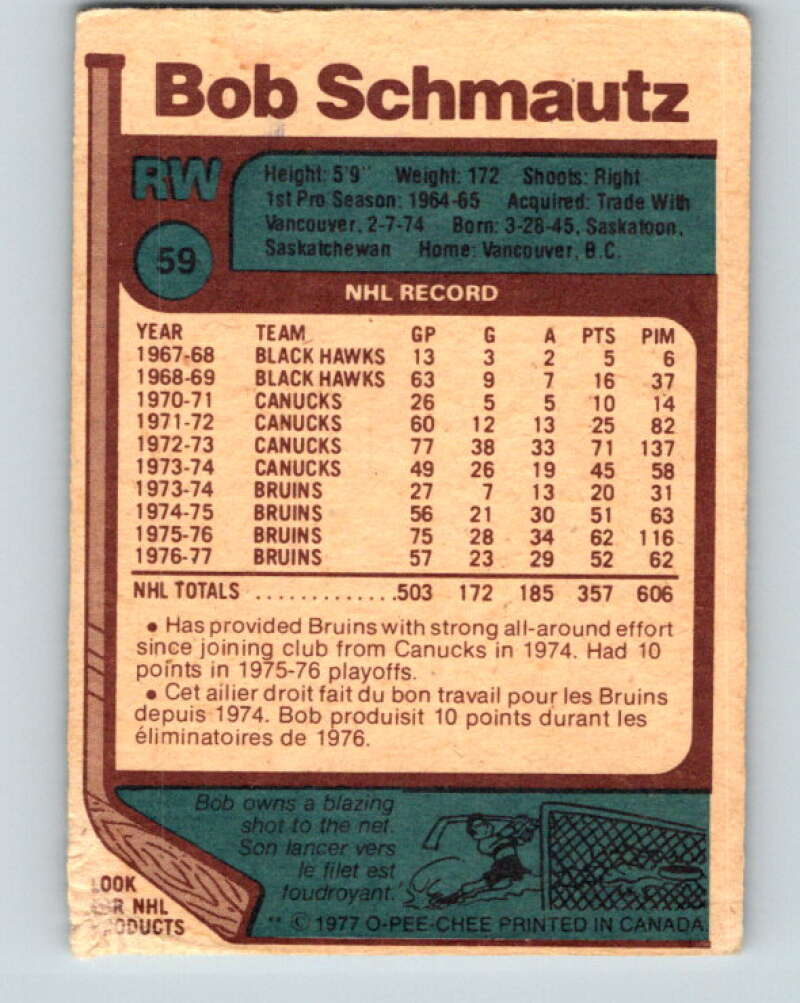 Bob Schmautz
RW
Height: 5'9" Weight: 172 Shoots: Right
1st Pro Season: 1964-65 Acquired: Trade With
Vancouver, 2-7-74 Born: 3-28-45, Saskatoon,
Saskatchewan Home: Vancouver, B.C.
59
NHL RECORD
YEAR TEAM GP G A PTS PIM
1967-68 BLACK HAWKS 13 3 2 5 6
1968-69 BLACK HAWKS 63 9 7 16 37
1970-71 CANUCKS 26 5 5 10 14
1971-72 CANUCKS 60 12 13 25 82
1972-73 CANUCKS 77 38 33 71 137
1973-74 CANUCKS 49 26 19 45 58
1973-74 BRUINS 27 7 13 20 31
1974-75 BRUINS 56 21 30 51 63
1975-76 BRUINS 75 28 34 62 116
1976-77 BRUINS 57 23 29 52 62
NHL TOTALS .............503 172 185 357 606
• Has provided Bruins with strong all-around effort
since joining club from Canucks in 1974. Had 10
points in 1975-76 playoffs.
• Cet ailier droit fait du bon travail pour les Bruins
depuis 1974. Bob produisit 10 points durant les
éliminatoires de 1976.
Bob owns a blazing
shot to the net.
Son lancer vers
le filet est
foudroyant.
LOOK
FOR NHL
PRODUCTS
** © 1977 O-PEE-CHEE PRINTED IN CANADA